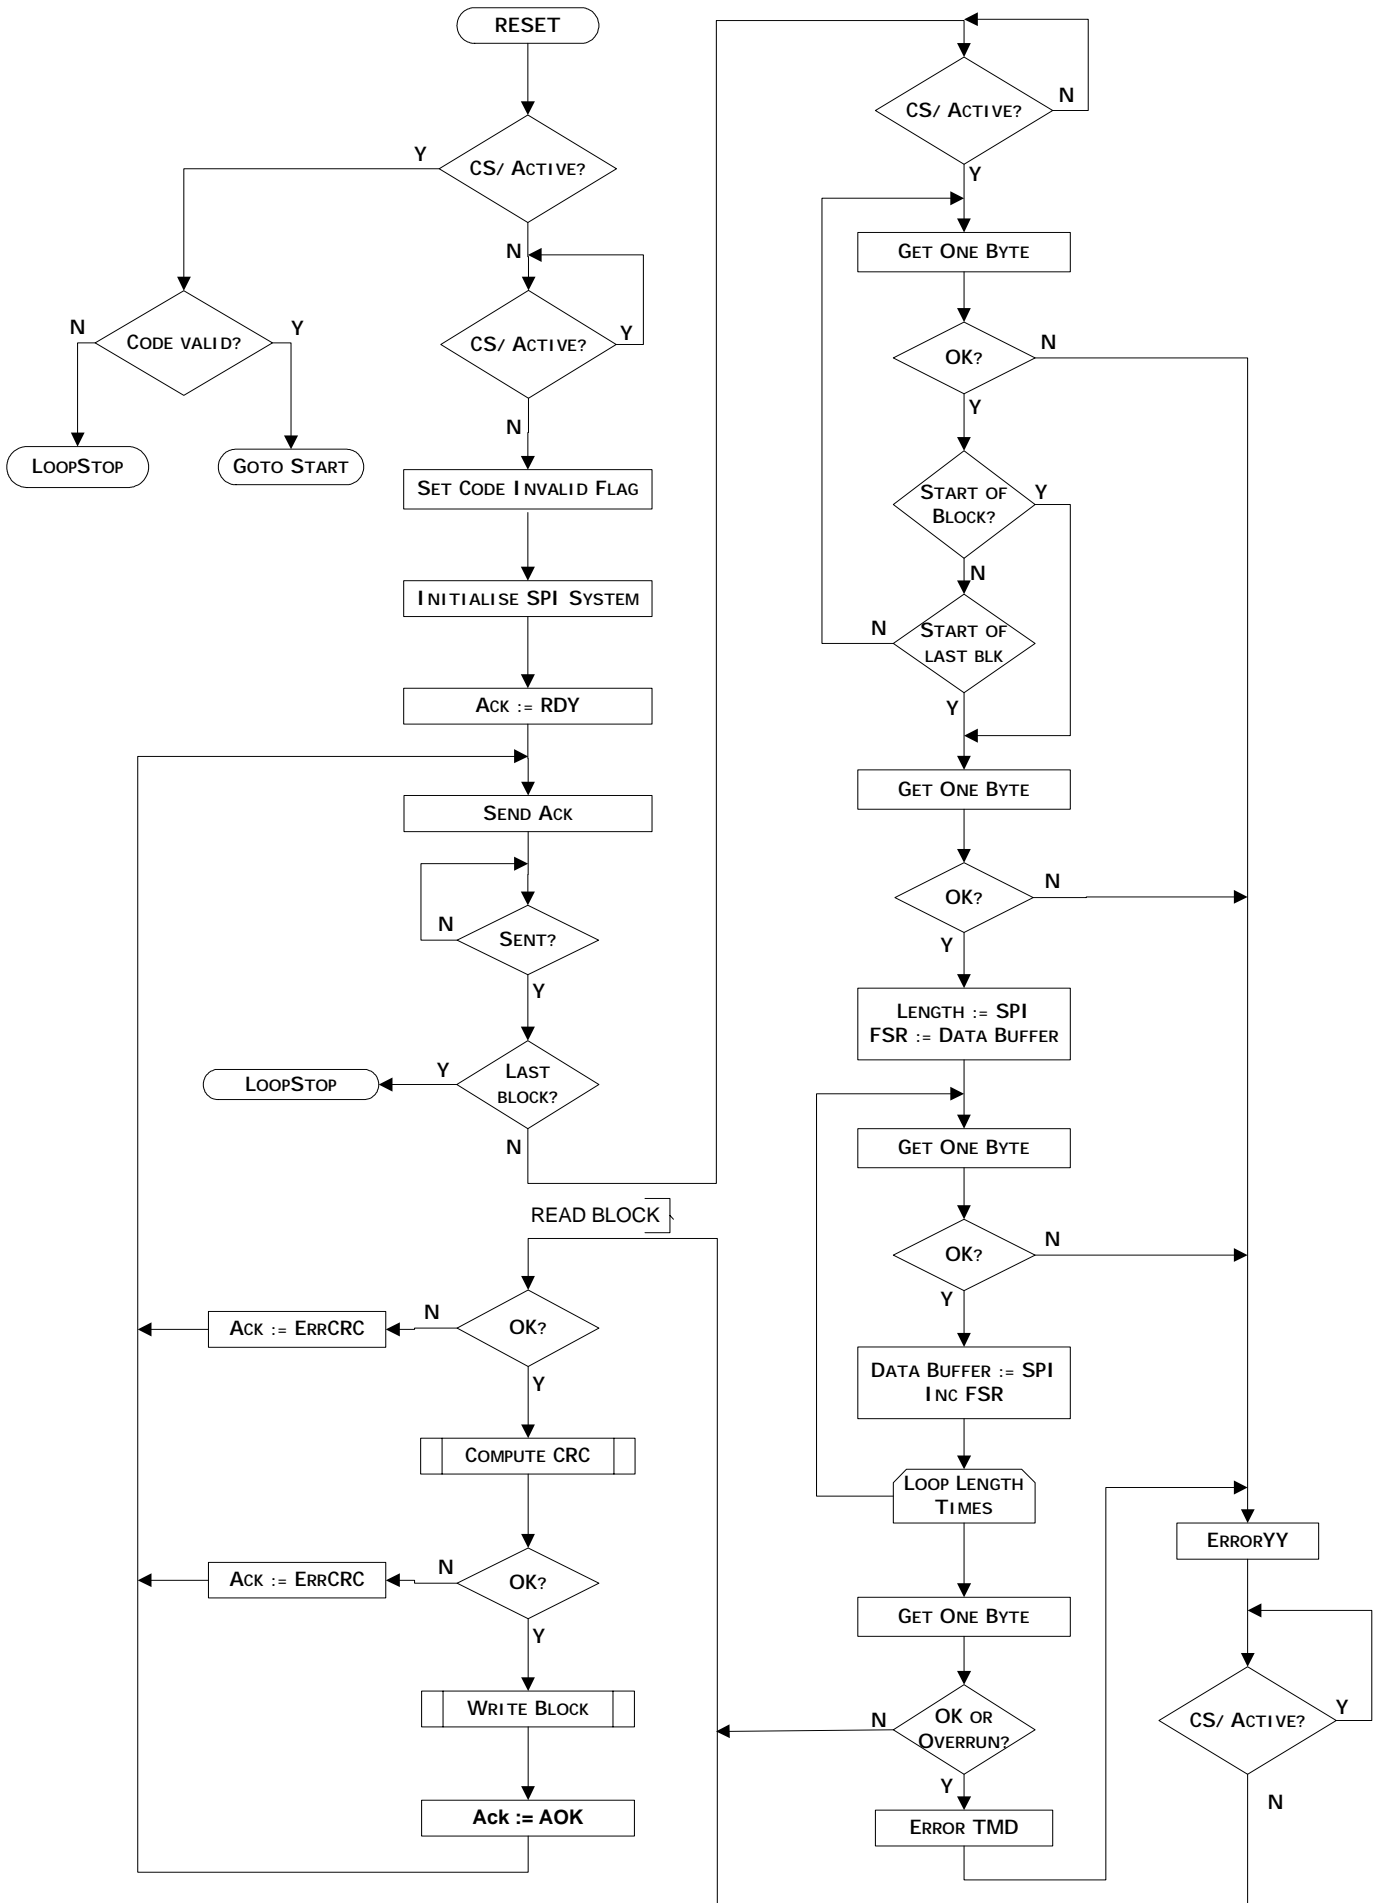 RESET
CS/ ACTIVE?
Y
N
CS/ ACTIVE?
Y
N
CODE VALID?
N
Y
LOOPSTOP
GOTO START
SET CODE INVALID FLAG
INITIALISE SPI SYSTEM
ACK := RDY
SEND ACK
SENT?
N
Y
LAST
BLOCK?
Y
N
LOOPSTOP
READ BLOCK
OK?
N
Y
ACK := ERRCRC
COMPUTE CRC
OK?
N
Y
ACK := ERRCRC
WRITE BLOCK
Ack := AOK
CS/ ACTIVE?
N
Y
GET ONE BYTE
OK?
N
Y
START OF
BLOCK?
Y
N
START OF
LAST BLK
N
Y
GET ONE BYTE
OK?
N
Y
LENGTH := SPI
FSR := DATA BUFFER
GET ONE BYTE
OK?
N
Y
DATA BUFFER := SPI
INC FSR
LOOP LENGTH
TIMES
GET ONE BYTE
OK OR
OVERRUN?
N
Y
ERROR TMD
ERRORYY
CS/ ACTIVE?
Y
N